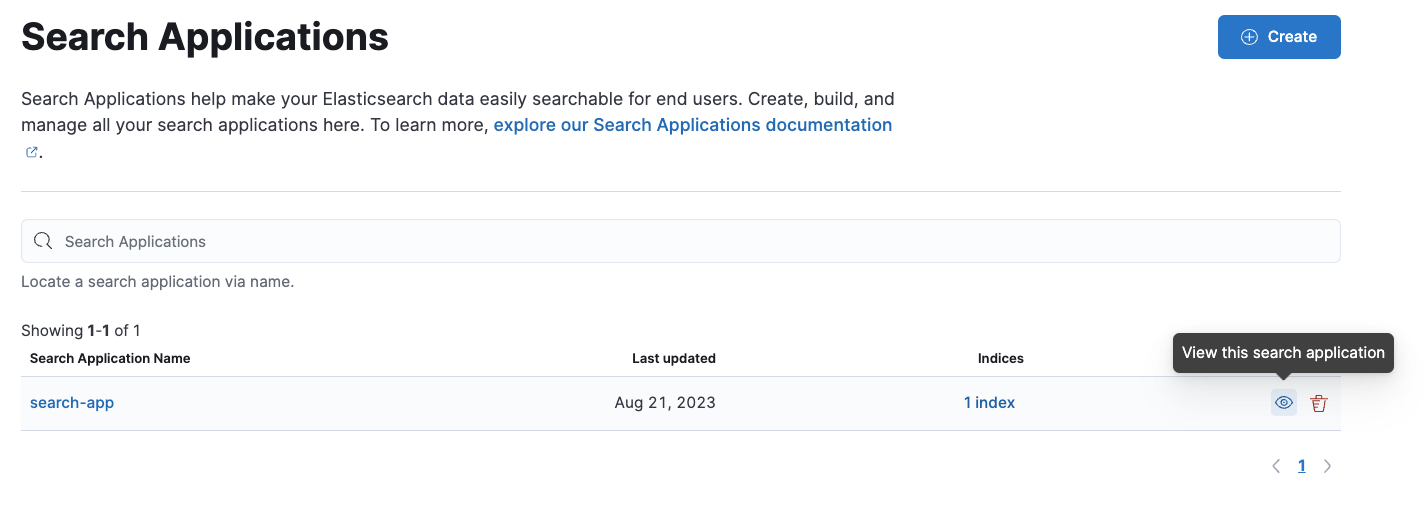 Search Applications
Create
Search Applications help make your Elasticsearch data easily searchable for end users. Create, build, and
manage all your search applications here. To learn more, explore our Search Applications documentation
.
Search Applications
Locate a search application via name.
Showing 1-1 of 1
Search Application Name Last updated Indices
View this search application
search-app Aug 21, 2023 1 index
1